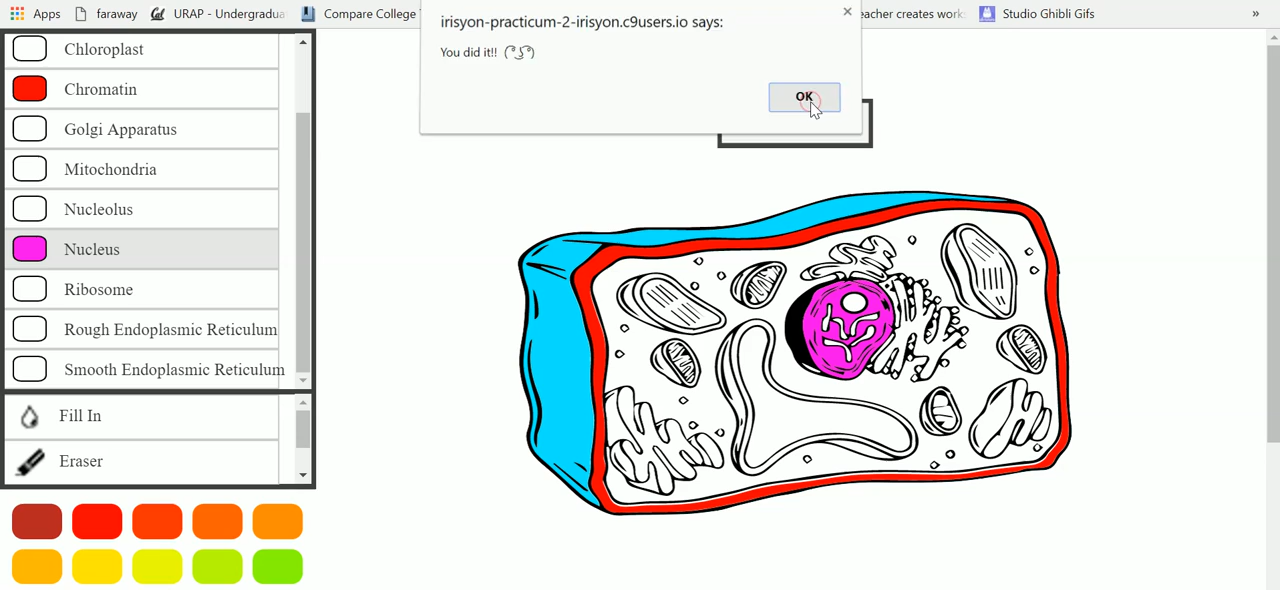 Apps faraway URAP - Undergradua Compare College eacher creates work Studio Ghibli Gifs »
irisyon-practicum-2-irisyon.c9users.io says:
You did it!! ( ͡° ͜ʖ ͡°)
OK
Chloroplast
Chromatin
Golgi Apparatus
Mitochondria
Nucleolus
Nucleus
Ribosome
Rough Endoplasmic Reticulum
Smooth Endoplasmic Reticulum
Fill In
Eraser